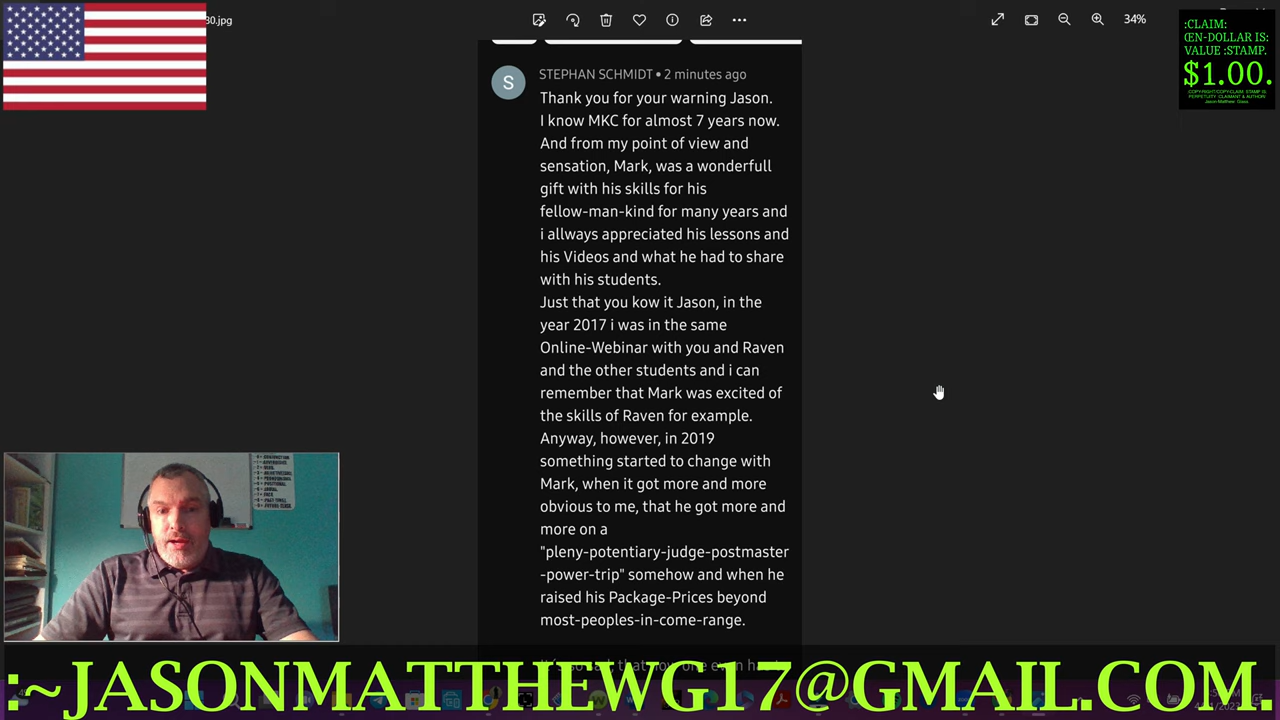 30.jpg
34%
:CLAIM:
ŒN-DOLLAR IS:
VALUE :STAMP.
$1.00.
STEPHAN SCHMIDT • 2 minutes ago
S
Thank you for your warning Jason.
I know MKC for almost 7 years now.
And from my point of view and
sensation, Mark, was a wonderfull
gift with his skills for his
fellow-man-kind for many years and
i allways appreciated his lessons and
his Videos and what he had to share
with his students.
Just that you kow it Jason, in the
year 2017 i was in the same
Online-Webinar with you and Raven
and the other students and i can
remember that Mark was excited of
the skills of Raven for example.
Anyway, however, in 2019
something started to change with
Mark, when it got more and more
obvious to me, that he got more and
more on a
"pleny-potentiary-judge-postmaster
-power-trip" somehow and when he
raised his Package-Prices beyond
most-peoples-in-come-range.
:~JASONMATTHEWG17@GMAIL.COM.